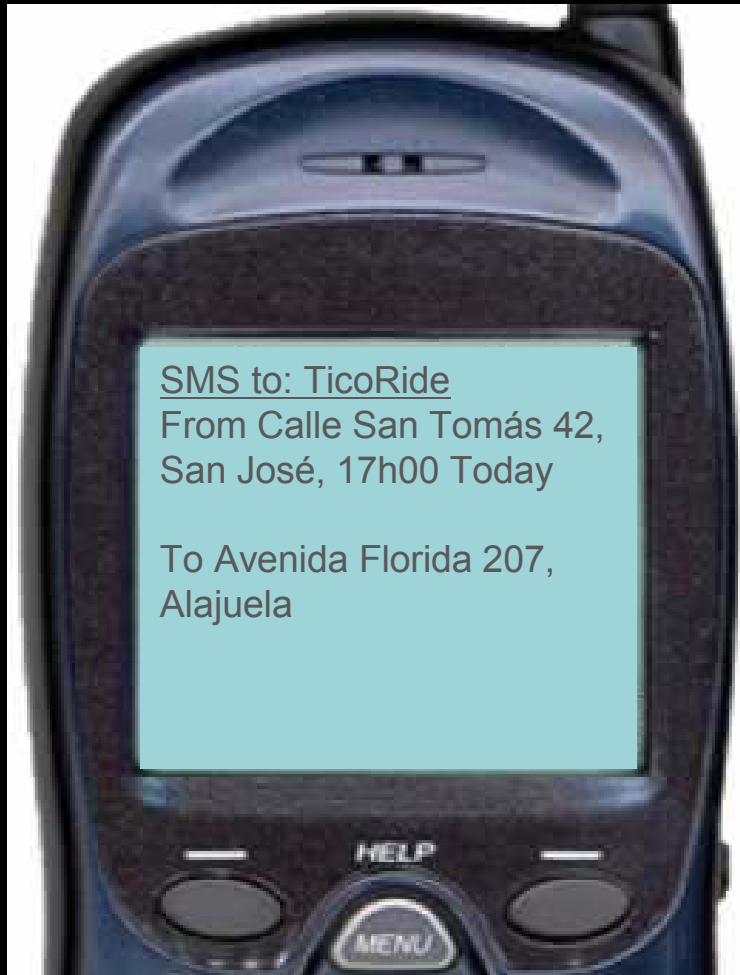 SMS to: TicoRide
From Calle San Tomás 42,
San José, 17h00 Today
To Avenida Florida 207,
Alajuela
HELP
MENU